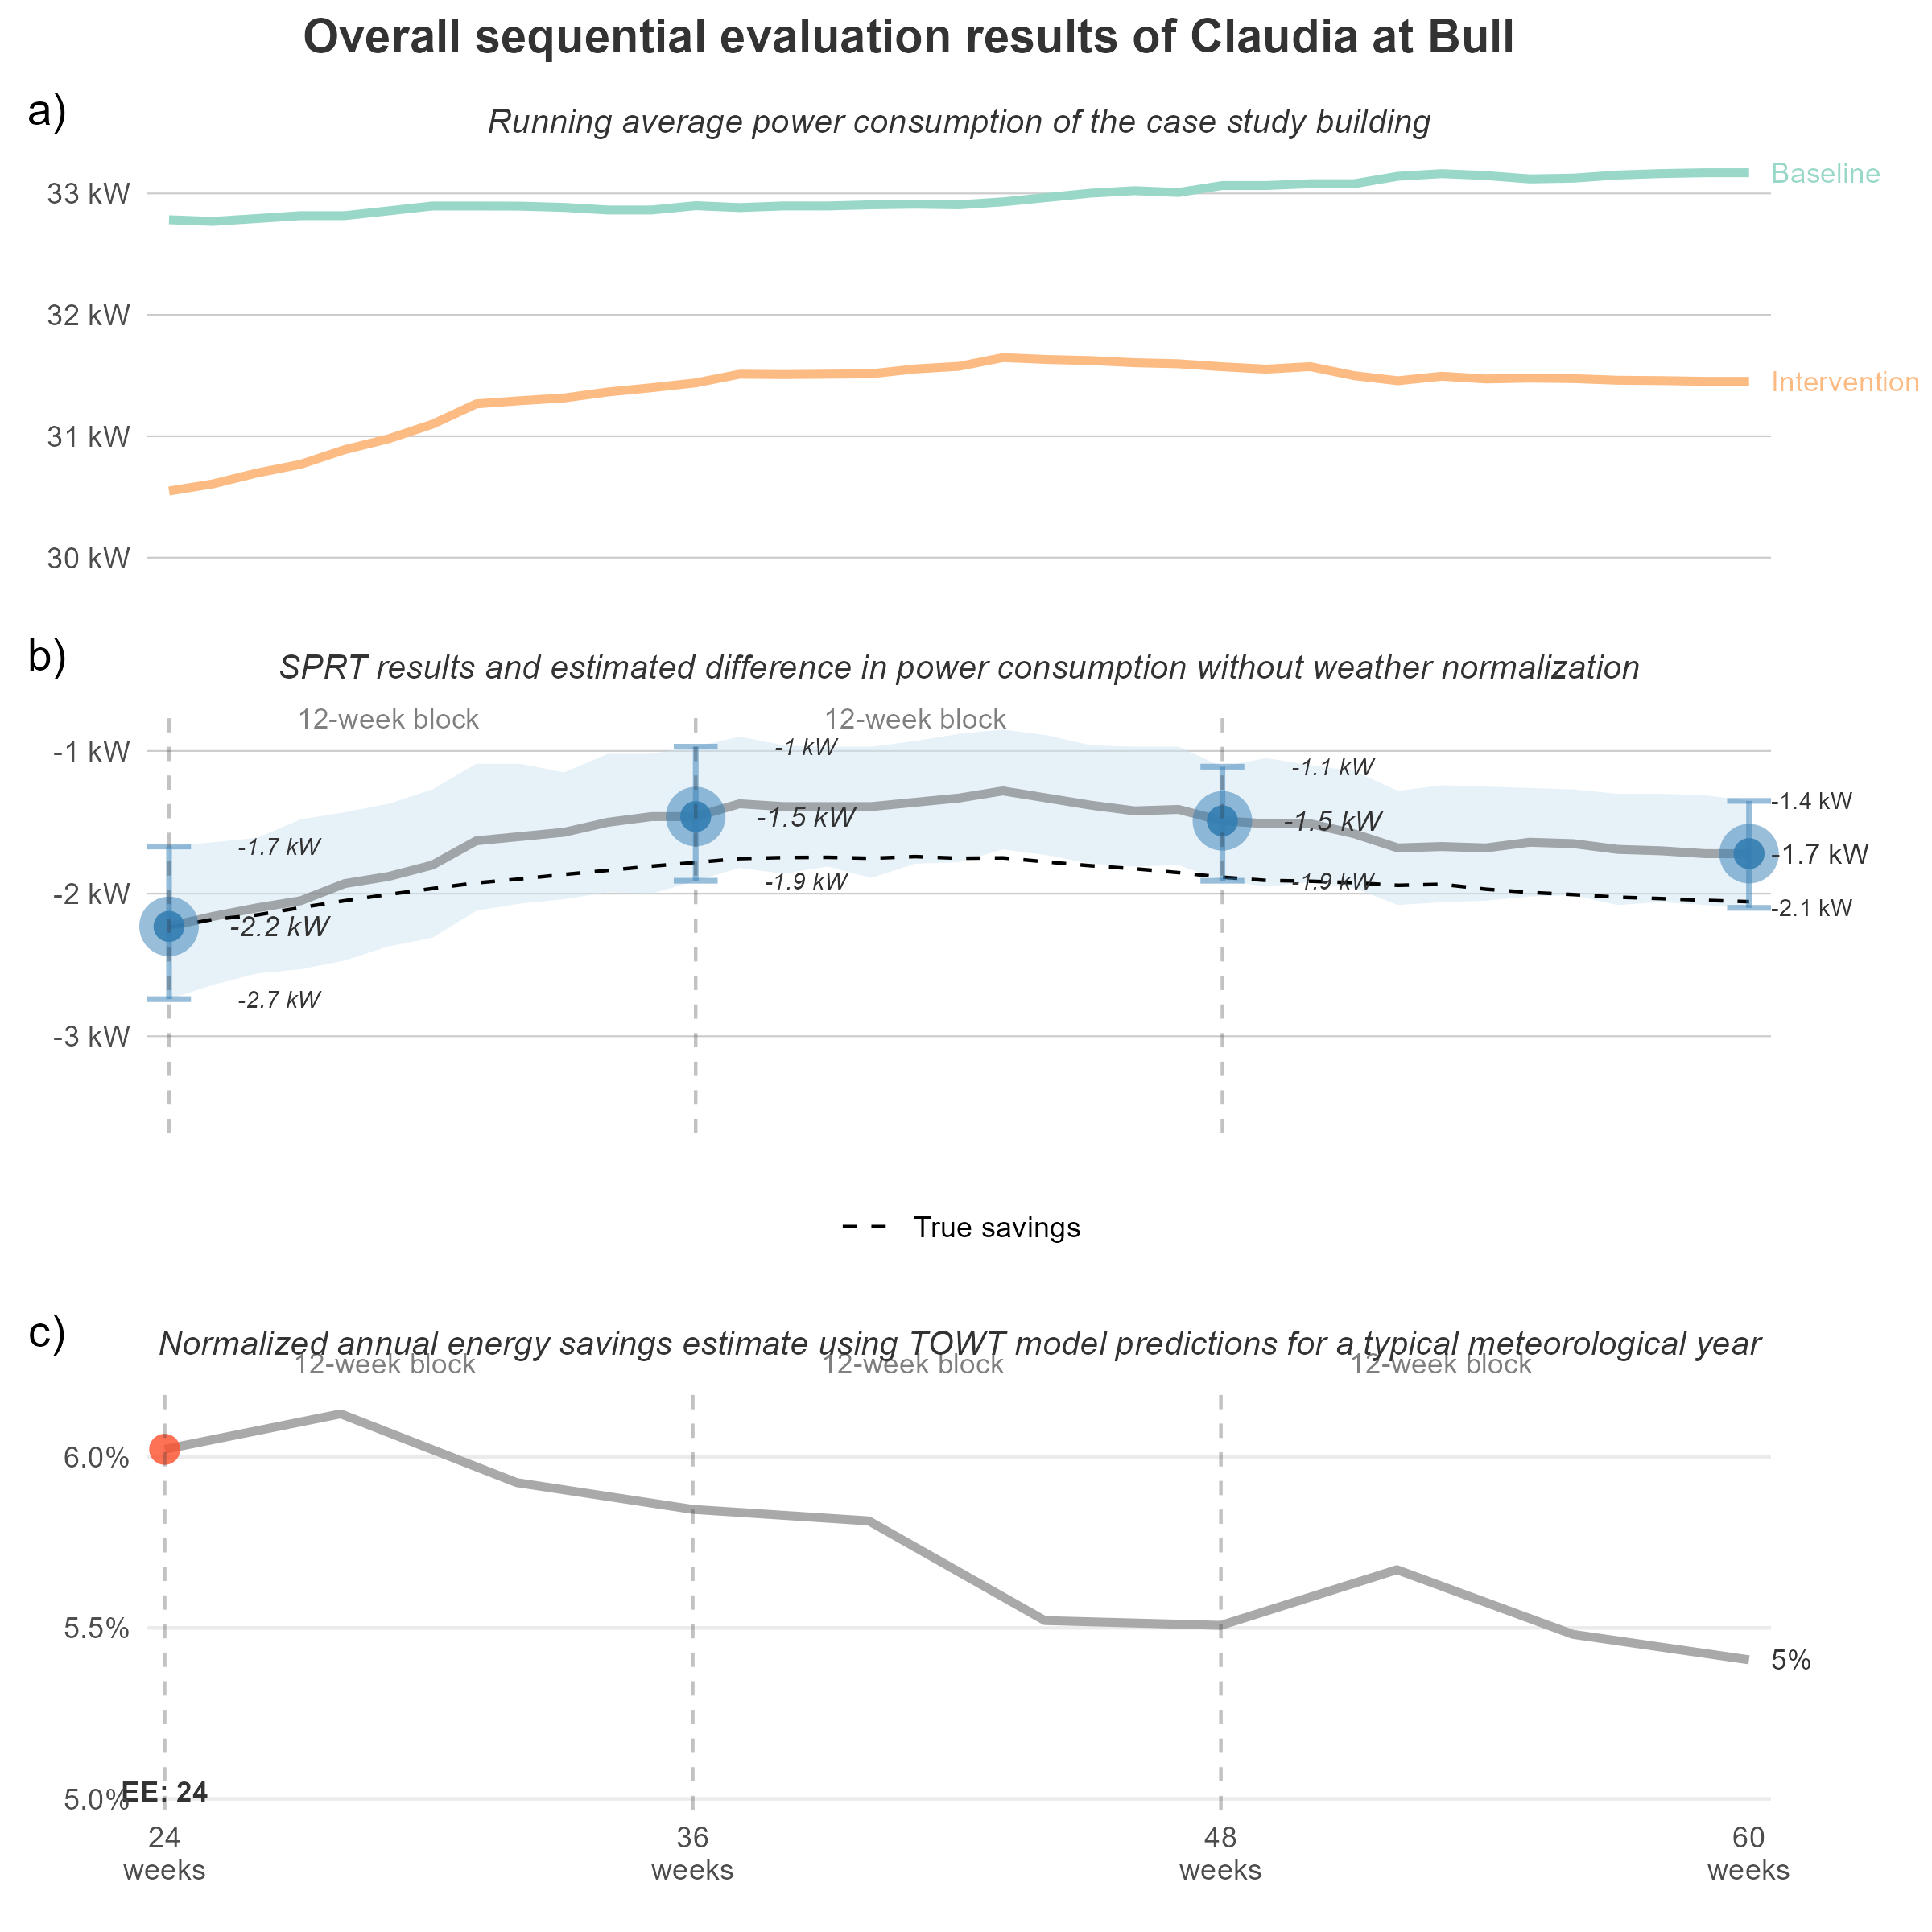 Overall sequential evaluation results of Claudia at Bull
a)
Running average power consumption of the case study building
33 kW
32 kW
31 kW
30 kW
Baseline
Intervention
b)
SPRT results and estimated difference in power consumption without weather normalization
12-week block
12-week block
-1 kW
-2 kW
-3 kW
-1.7 kW
-2.2 kW
-2.7 kW
-1 kW
-1.5 kW
-1.9 kW
-1.1 kW
-1.5 kW
-1.9 kW
-1.4 kW
-1.7 kW
-2.1 kW
True savings
c)
Normalized annual energy savings estimate using TOWT model predictions for a typical meteorological year
12-week block
12-week block
12-week block
6.0%
5.5%
5.0%
5%
EE: 24
24
weeks
36
weeks
48
weeks
60
weeks